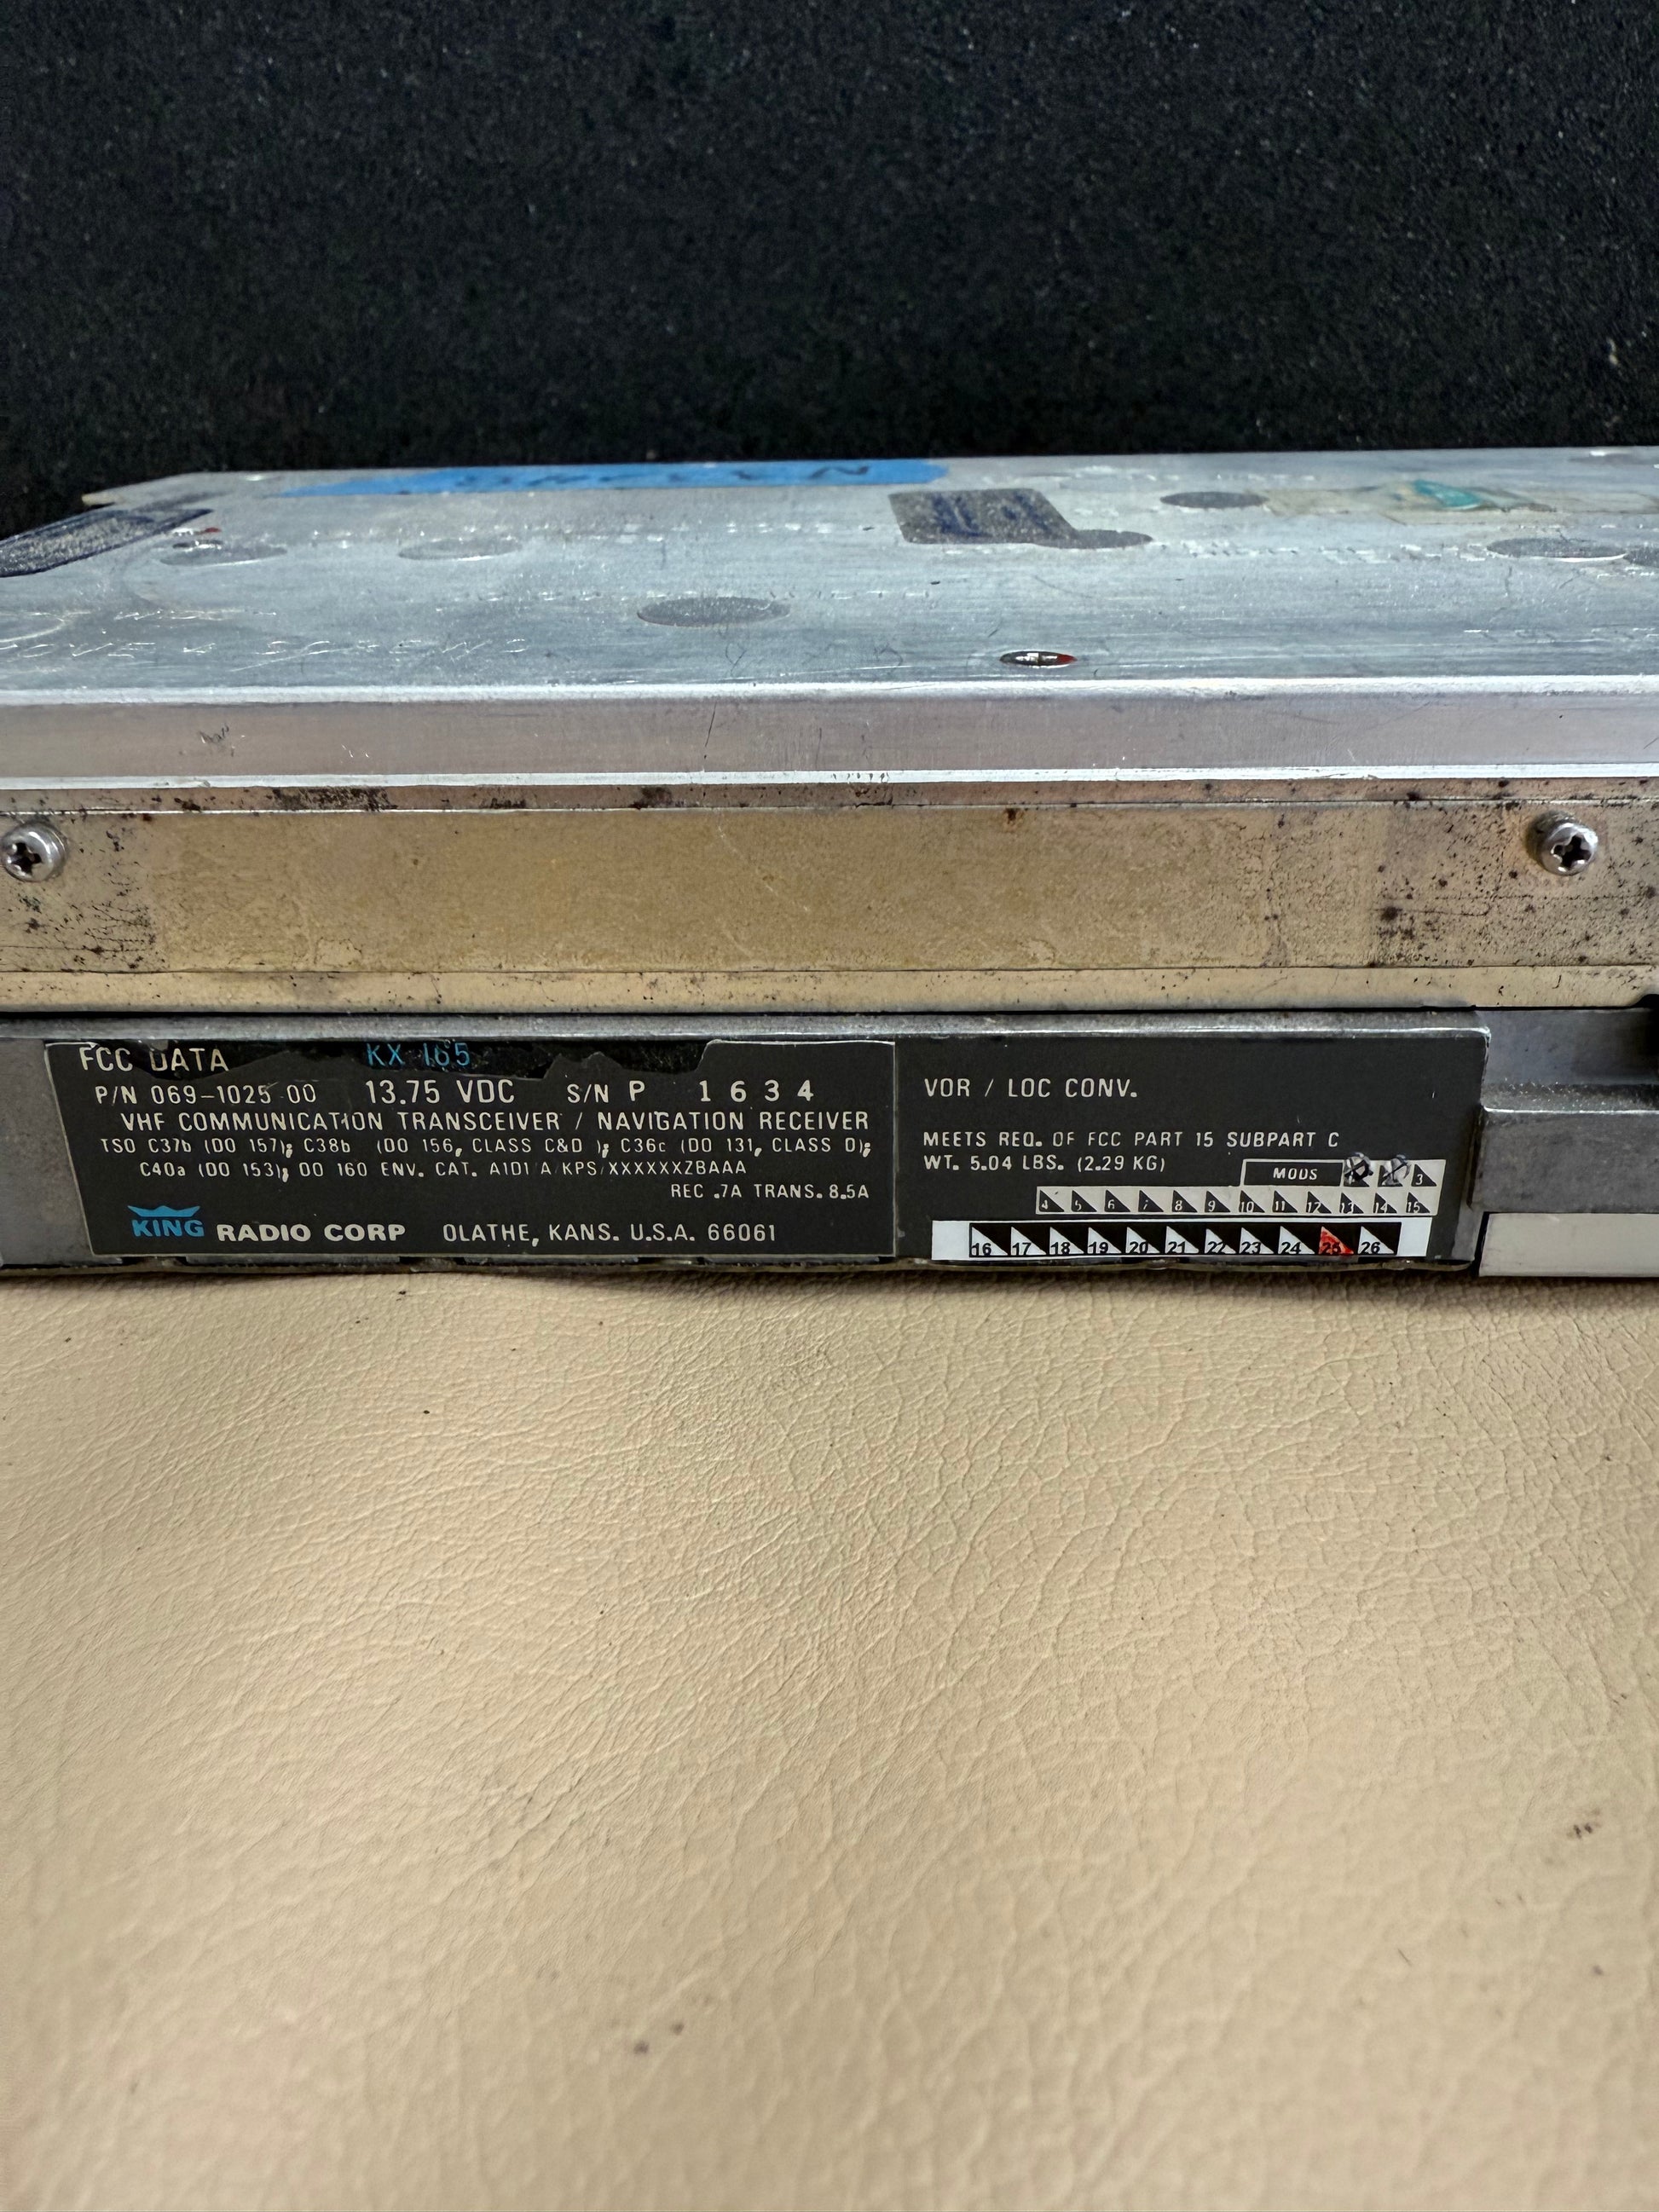 FCC DATA KX 165
P/N 069-1025-00 13.75 VDC S/N P 1634
VHF COMMUNICATION TRANSCEIVER / NAVIGATION RECEIVER
TSO C37b (DO 157); C38b (DO 156, CLASS C&D ); C36c (DO 131, CLASS D);
C40a (DO 153); DO 160 ENV. CAT. A1D1/A/KPS/XXXXXXZBAAA
REC .7A TRANS. 8.5A
KING RADIO CORP OLATHE, KANS. U.S.A. 66061
VOR / LOC CONV.
MEETS REQ. OF FCC PART 15 SUBPART C
WT. 5.04 LBS. (2.29 KG)
MODS 1 2 3
4 5 6 7 8 9 10 11 12 13 14 15
16 17 18 19 20 21 22 23 24 25 26